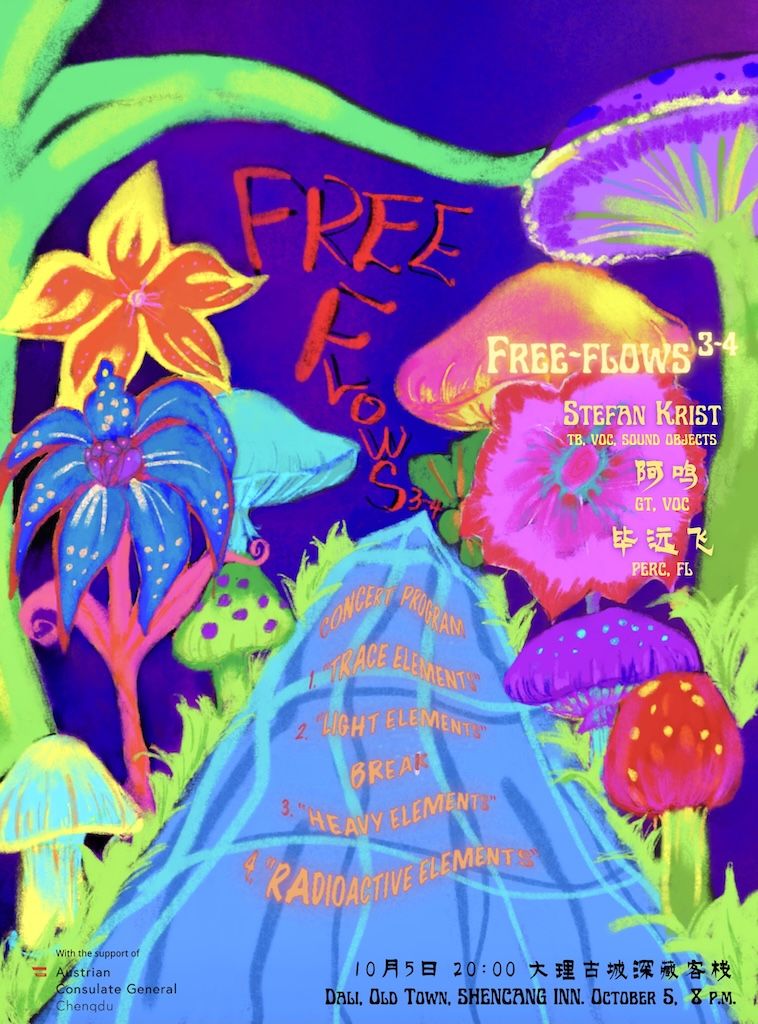 FREE
FLOWS 3-4
FREE-FLOWS 3-4
STEFAN KRIST
TB, VOC, SOUND OBJECTS
阿鸣
GT, VOC
毕远飞
PERC, FL
CONCERT PROGRAM
1. "TRACE ELEMENTS"
2. "LIGHT ELEMENTS"
BREAK
3. "HEAVY ELEMENTS"
4. "RADIOACTIVE ELEMENTS"
With the support of
Austrian
Consulate General
Chengdu
10月5日 20:00 大理古城深藏客栈
DALI, OLD TOWN, SHENCANG INN. OCTOBER 5, 8 P.M.